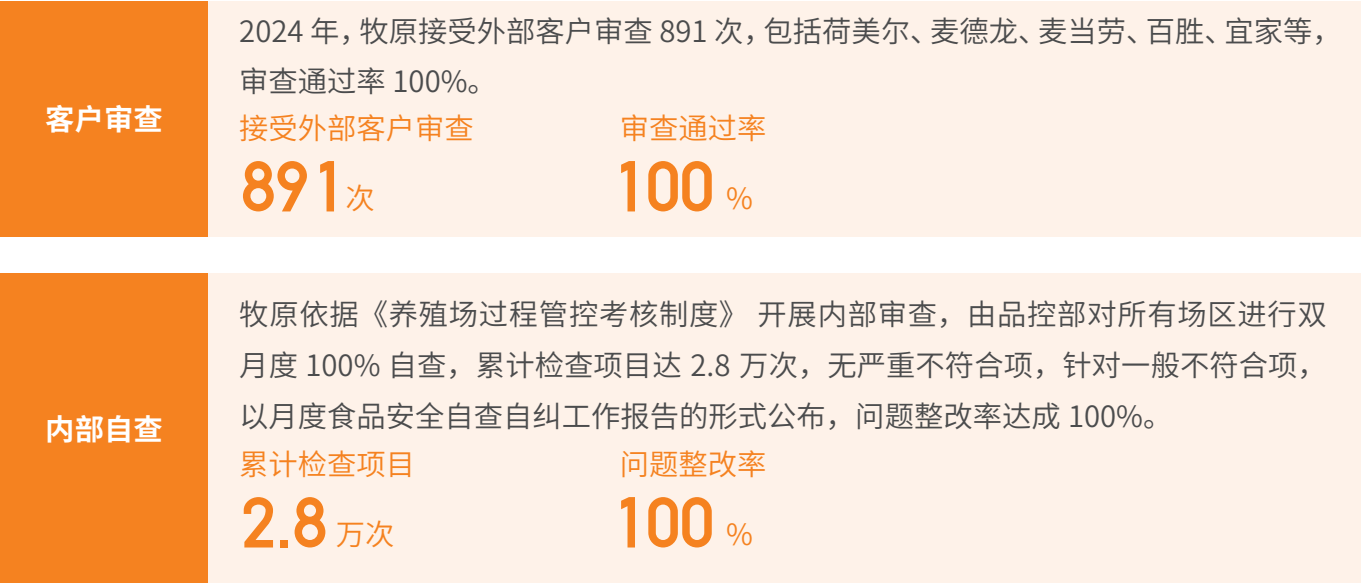 客户审查
2024 年，牧原接受外部客户审查 891 次，包括荷美尔、麦德龙、麦当劳、百胜、宜家等，
审查通过率 100%。
接受外部客户审查 审查通过率
891次 100 %
内部自查
牧原依据《养殖场过程管控考核制度》 开展内部审查，由品控部对所有场区进行双
月度 100% 自查，累计检查项目达 2.8 万次，无严重不符合项，针对一般不符合项，
以月度食品安全自查自纠工作报告的形式公布，问题整改率达成 100%。
累计检查项目 问题整改率
2.8 万次 100 %